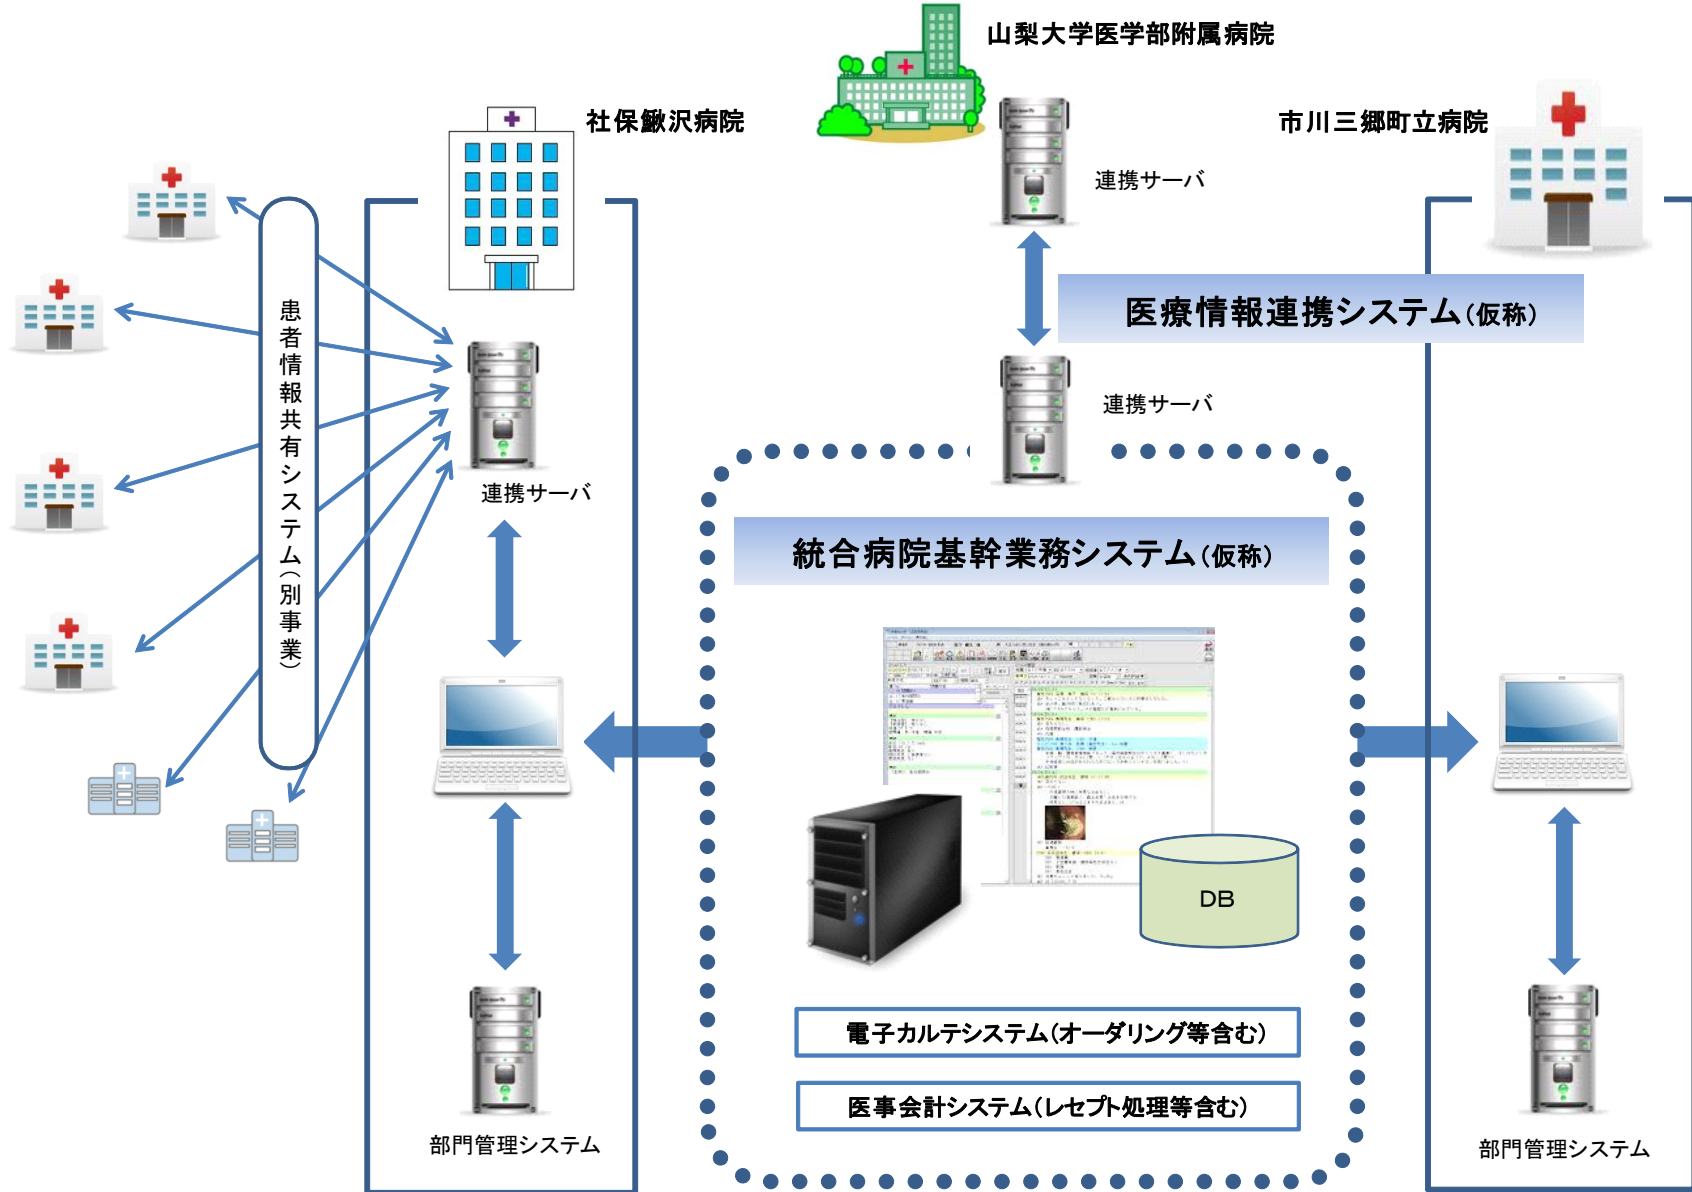 山梨大学医学部附属病院
社保鰍沢病院
市川三郷町立病院
連携サーバ
医療情報連携システム(仮称)
連携サーバ
連携サーバ
患者情報共有システム(別事業)
統合病院基幹業務システム(仮称)
DB
電子カルテシステム(オーダリング等含む)
医事会計システム(レセプト処理等含む)
部門管理システム
部門管理システム